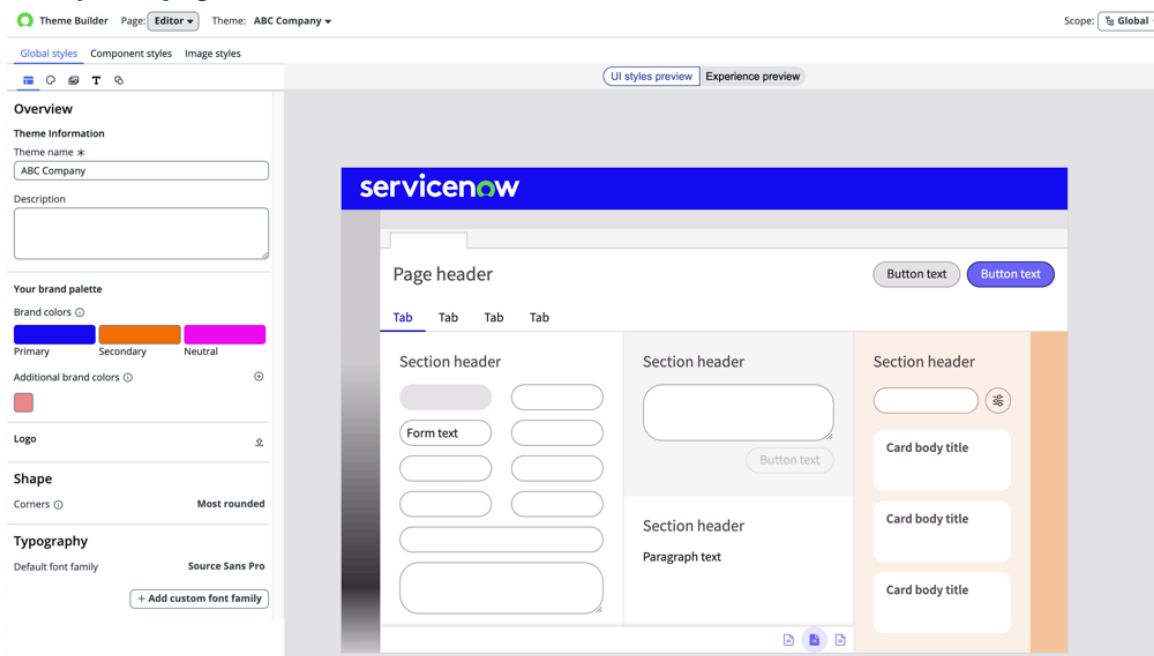 Theme Builder Page: Editor Theme: ABC Company Scope: Global
Global styles Component styles Image styles
T
UI styles preview Experience preview
Overview
Theme Information
Theme name *
ABC Company
Description
Your brand palette
Brand colors
Primary Secondary Neutral
Additional brand colors
Logo
Shape
Corners Most rounded
Typography
Default font family Source Sans Pro
+ Add custom font family
servicenow
Page header Button text Button text
Tab Tab Tab Tab
Section header
Form text
Section header
Button text
Section header
Paragraph text
Section header
Card body title
Card body title
Card body title